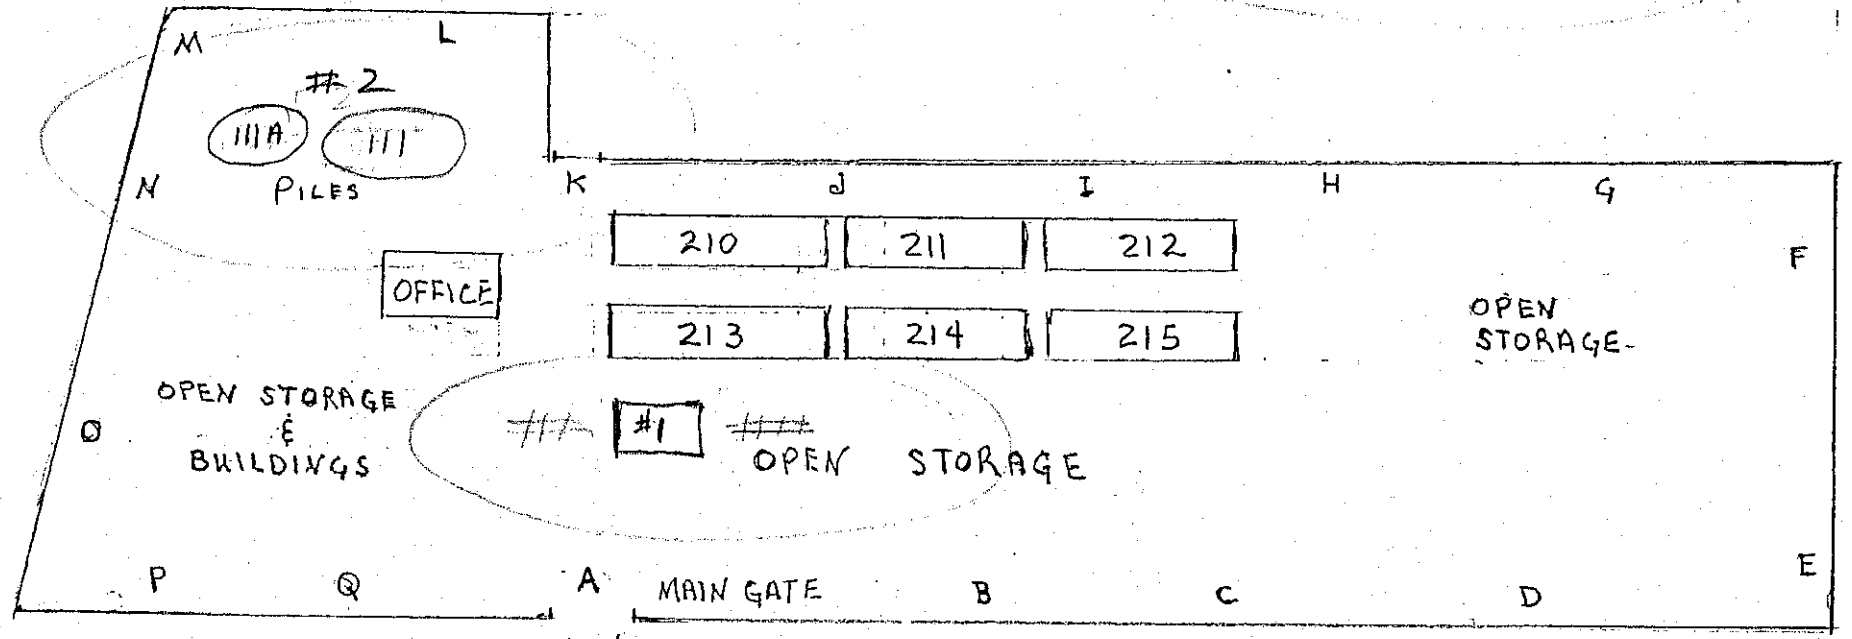 M
L
#2
111A
111
N
PILES
K
J
I
H
G
F
210
211
212
OFFICE
213
214
215
OPEN
STORAGE
OPEN STORAGE
&
BUILDINGS
O
#1
OPEN STORAGE
P
Q
A
MAIN GATE
B
C
D
E